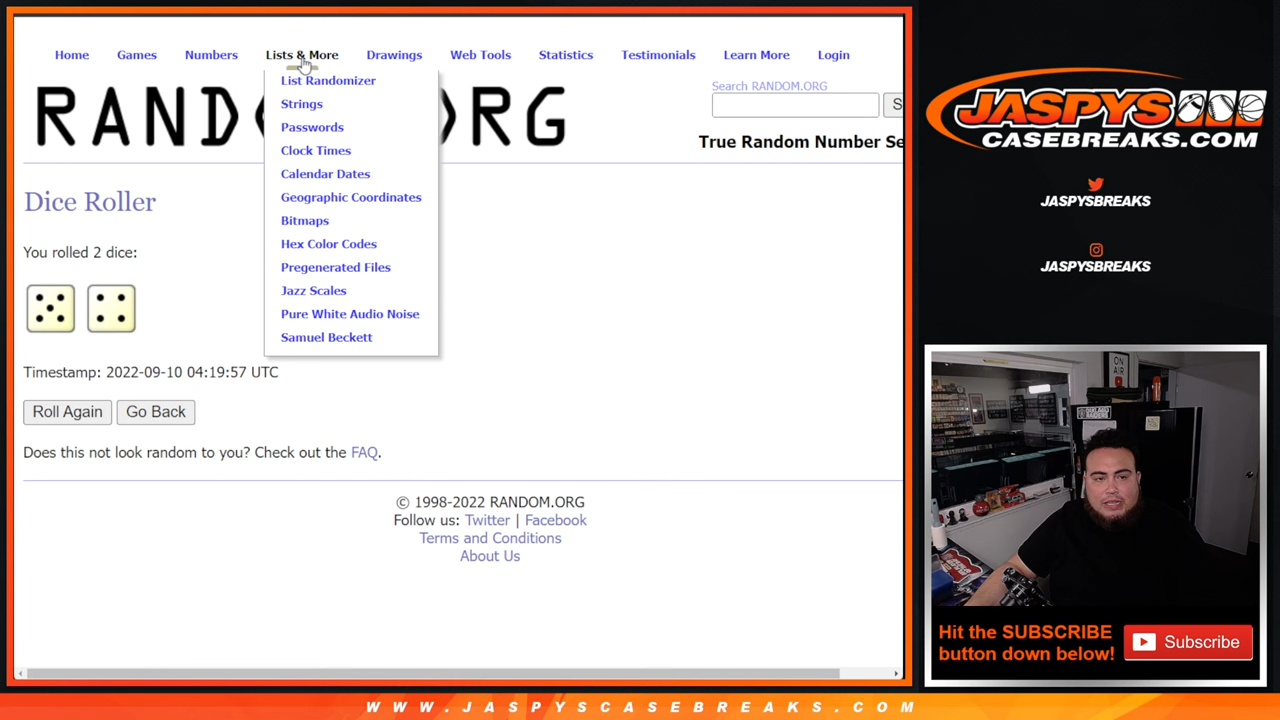 Home Games Numbers Lists & More Drawings Web Tools Statistics Testimonials Learn More Login
List Randomizer
Strings
Passwords
Clock Times
Calendar Dates
Geographic Coordinates
Bitmaps
Hex Color Codes
Pregenerated Files
Jazz Scales
Pure White Audio Noise
Samuel Beckett
RAND RG
Search RANDOM.ORG
S
True Random Number Se
Dice Roller
You rolled 2 dice:
Timestamp: 2022-09-10 04:19:57 UTC
Roll Again Go Back
Does this not look random to you? Check out the FAQ.
© 1998-2022 RANDOM.ORG
Follow us: Twitter | Facebook
Terms and Conditions
About Us
JASPYS
CASEBREAKS.COM
JASPYSBREAKS
JASPYSBREAKS
ON
AIR
Hit the SUBSCRIBE
button down below!
Subscribe
WWW.JASPYSCASEBREAKS.COM